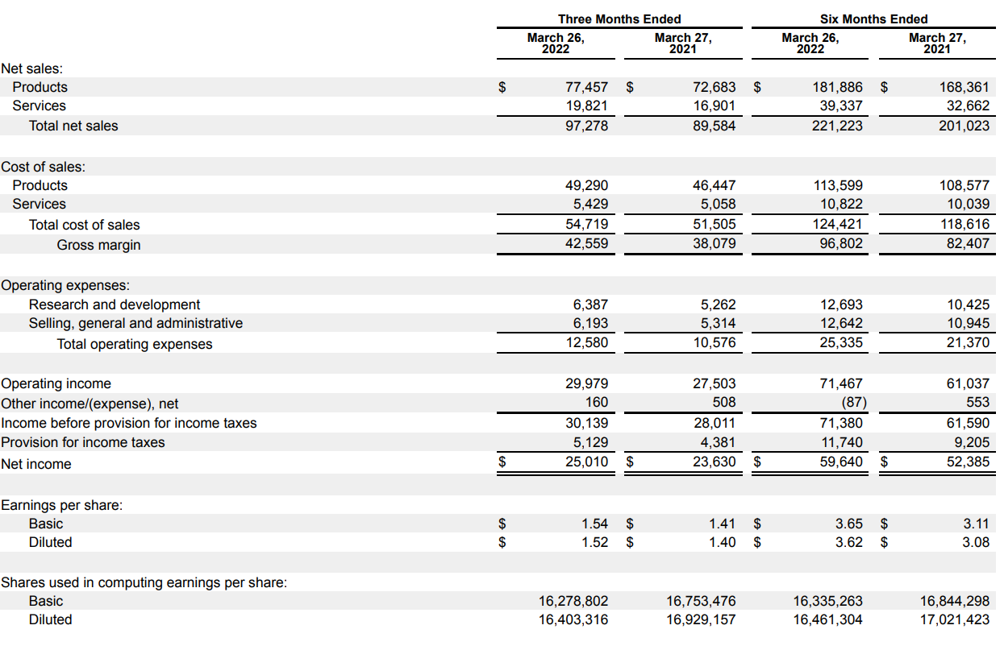 Three Months Ended Six Months Ended
March 26, 2022 March 27, 2021 March 26, 2022 March 27, 2021
Net sales:
Products $ 77,457 $ 72,683 $ 181,886 $ 168,361
Services 19,821 16,901 39,337 32,662
Total net sales 97,278 89,584 221,223 201,023
Cost of sales:
Products 49,290 46,447 113,599 108,577
Services 5,429 5,058 10,822 10,039
Total cost of sales 54,719 51,505 124,421 118,616
Gross margin 42,559 38,079 96,802 82,407
Operating expenses:
Research and development 6,387 5,262 12,693 10,425
Selling, general and administrative 6,193 5,314 12,642 10,945
Total operating expenses 12,580 10,576 25,335 21,370
Operating income 29,979 27,503 71,467 61,037
Other income/(expense), net 160 508 (87) 553
Income before provision for income taxes 30,139 28,011 71,380 61,590
Provision for income taxes 5,129 4,381 11,740 9,205
Net income $ 25,010 $ 23,630 $ 59,640 $ 52,385
Earnings per share:
Basic $ 1.54 $ 1.41 $ 3.65 $ 3.11
Diluted $ 1.52 $ 1.40 $ 3.62 $ 3.08
Shares used in computing earnings per share:
Basic 16,278,802 16,753,476 16,335,263 16,844,298
Diluted 16,403,316 16,929,157 16,461,304 17,021,423